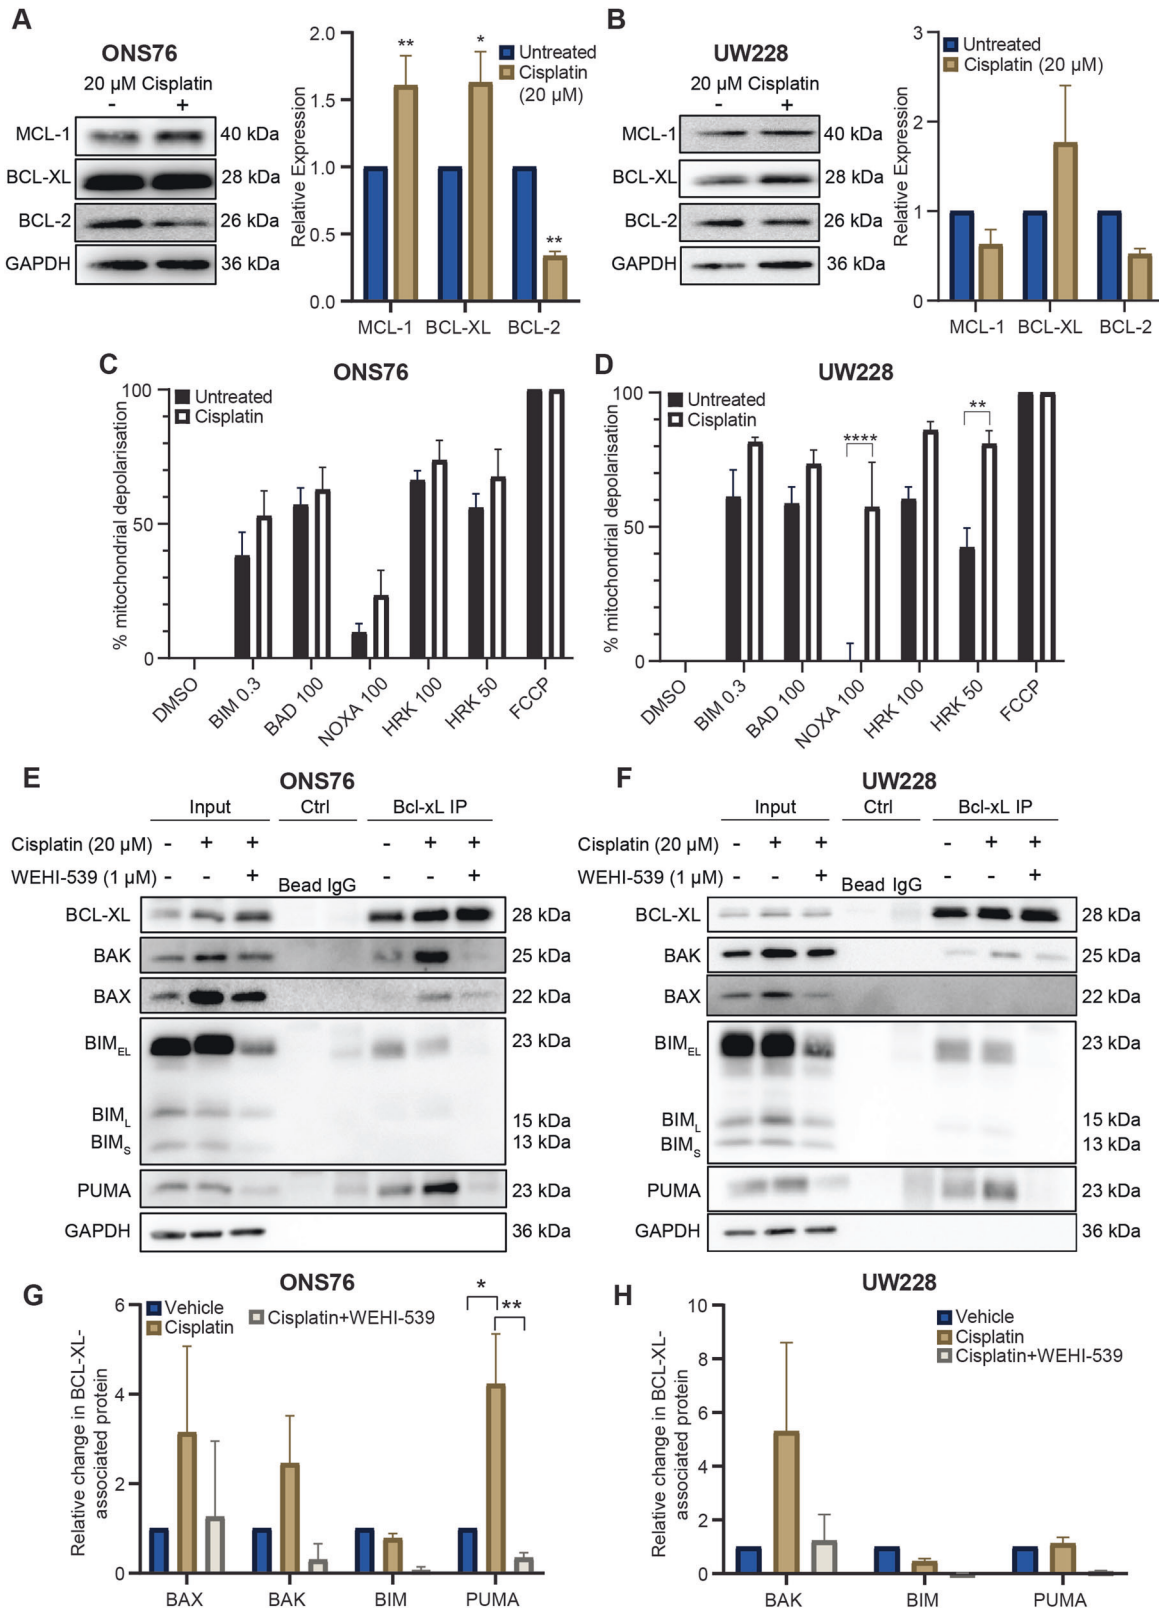 A
ONS76
20 µM Cisplatin
- +
MCL-1 40 kDa
BCL-XL 28 kDa
BCL-2 26 kDa
GAPDH 36 kDa
Relative Expression
2.0
1.5
1.0
0.5
0.0
** * **
Untreated
Cisplatin
(20 µM)
MCL-1 BCL-XL BCL-2
B
UW228
20 µM Cisplatin
- +
MCL-1 40 kDa
BCL-XL 28 kDa
BCL-2 26 kDa
GAPDH 36 kDa
Relative Expression
3
2
1
0
Untreated
Cisplatin (20 µM)
MCL-1 BCL-XL BCL-2
C
ONS76
% mitochondrial depolarisation
100
50
0
Untreated
Cisplatin
DMSO
BIM 0.3
BAD 100
NOXA 100
HRK 100
HRK 50
FCCP
D
UW228
% mitochondrial depolarisation
100
50
0
Untreated
Cisplatin
**** **
DMSO
BIM 0.3
BAD 100
NOXA 100
HRK 100
HRK 50
FCCP
E
ONS76
Input Ctrl Bcl-xL IP
Cisplatin (20 µM) - + + - + +
WEHI-539 (1 µM) - - + Bead IgG - - +
BCL-XL 28 kDa
BAK 25 kDa
BAX 22 kDa
BIMEL 23 kDa
BIML 15 kDa
BIMS 13 kDa
PUMA 23 kDa
GAPDH 36 kDa
F
UW228
Input Ctrl Bcl-xL IP
Cisplatin (20 µM) - + + - + +
WEHI-539 (1 µM) - - + Bead IgG - - +
BCL-XL 28 kDa
BAK 25 kDa
BAX 22 kDa
BIMEL 23 kDa
BIML 15 kDa
BIMS 13 kDa
PUMA 23 kDa
GAPDH 36 kDa
G
ONS76
Relative change in BCL-XL-
associated protein
6
4
2
0
Vehicle
Cisplatin
Cisplatin+WEHI-539
* **
BAX BAK BIM PUMA
H
UW228
Relative change in BCL-XL-
associated protein
10
8
6
4
2
0
Vehicle
Cisplatin
Cisplatin+WEHI-539
BAK BIM PUMA